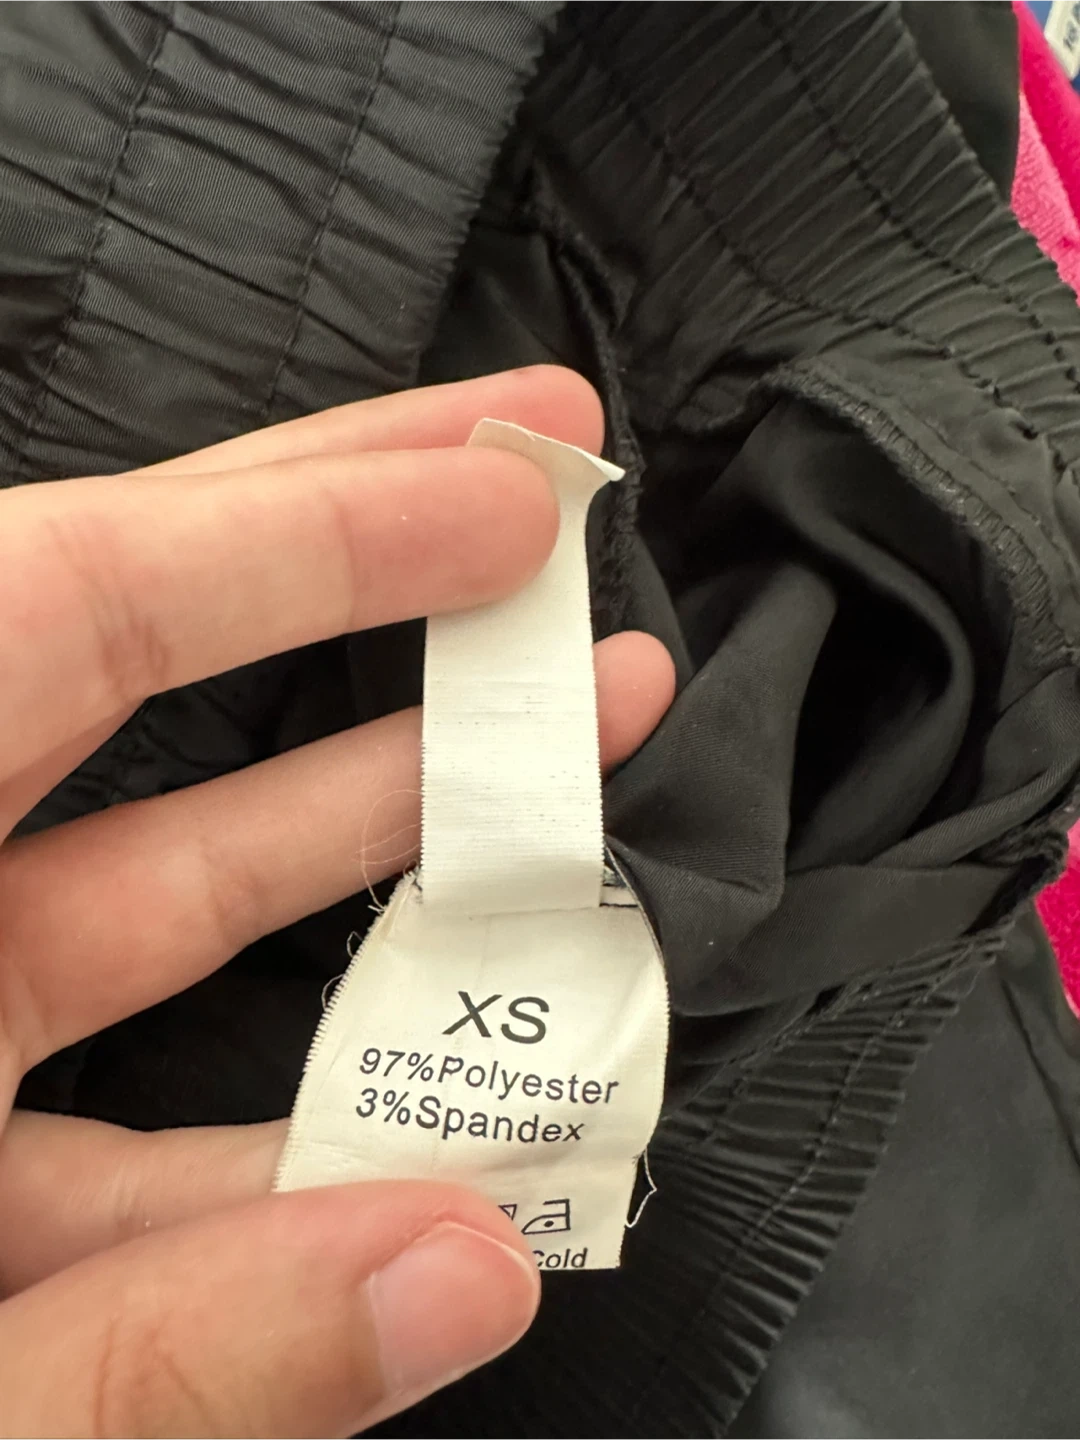 XS
97%Polyester
3%Spandex
Cold